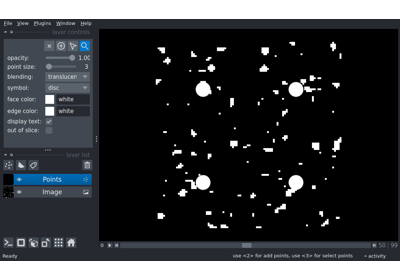 File View Plugins Window Help
layer controls
opacity: 1.00
point size: 3
blending: translucen
symbol: disc
face color: white
edge color: white
display text:
out of slice:
layer list
Points
Image
0 50 99
Ready use <2> for add points, use <3> for select points activity